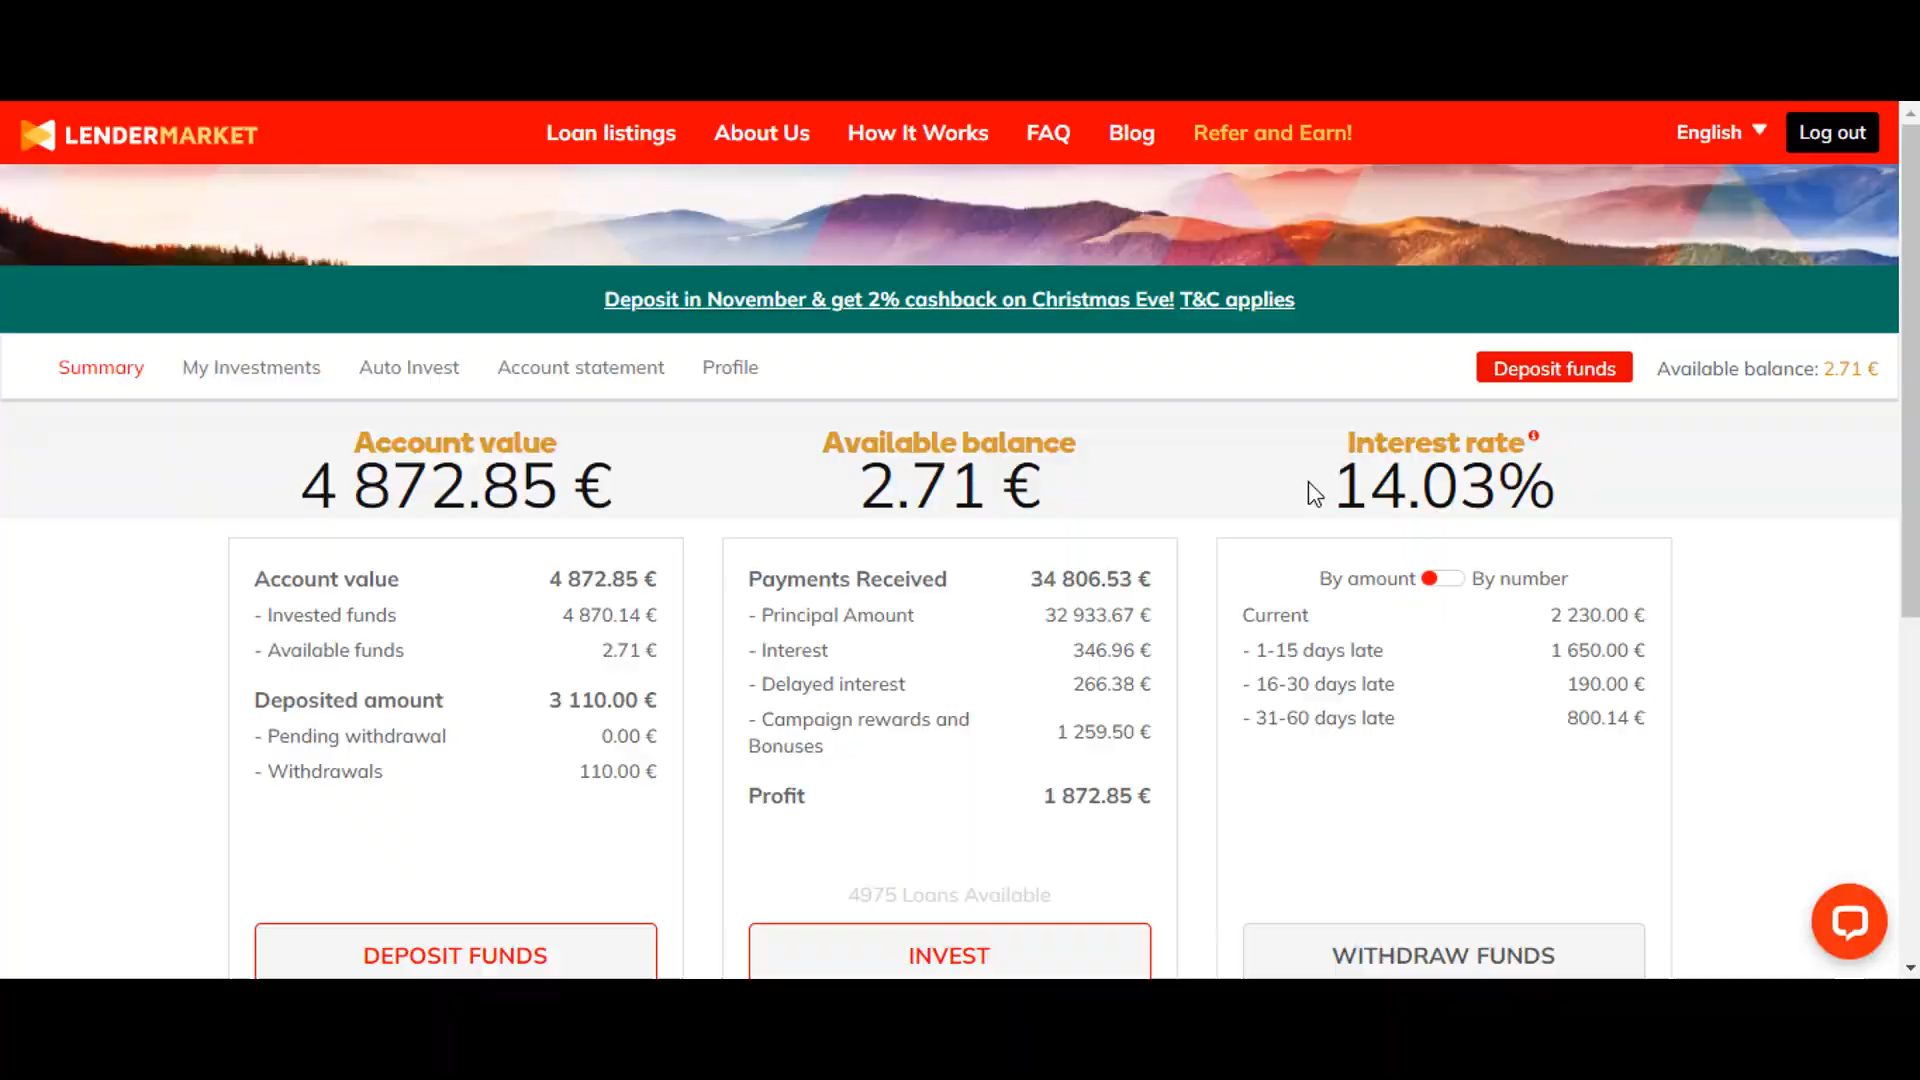 LENDERMARKET
Loan listings
About Us
How It Works
FAQ
Blog
Refer and Earn!
English
Log out
Deposit in November & get 2% cashback on Christmas Eve! T&C applies
Summary
My Investments
Auto Invest
Account statement
Profile
Deposit funds
Available balance: 2.71 €
Account value
4 872.85 €
Available balance
2.71 €
Interest rate
14.03%
Account value 4 872.85 €
- Invested funds 4 870.14 €
- Available funds 2.71 €
Deposited amount 3 110.00 €
- Pending withdrawal 0.00 €
- Withdrawals 110.00 €
DEPOSIT FUNDS
Payments Received 34 806.53 €
- Principal Amount 32 933.67 €
- Interest 346.96 €
- Delayed interest 266.38 €
- Campaign rewards and
Bonuses 1 259.50 €
Profit 1 872.85 €
4975 Loans Available
INVEST
By amount By number
Current 2 230.00 €
- 1-15 days late 1 650.00 €
- 16-30 days late 190.00 €
- 31-60 days late 800.14 €
WITHDRAW FUNDS